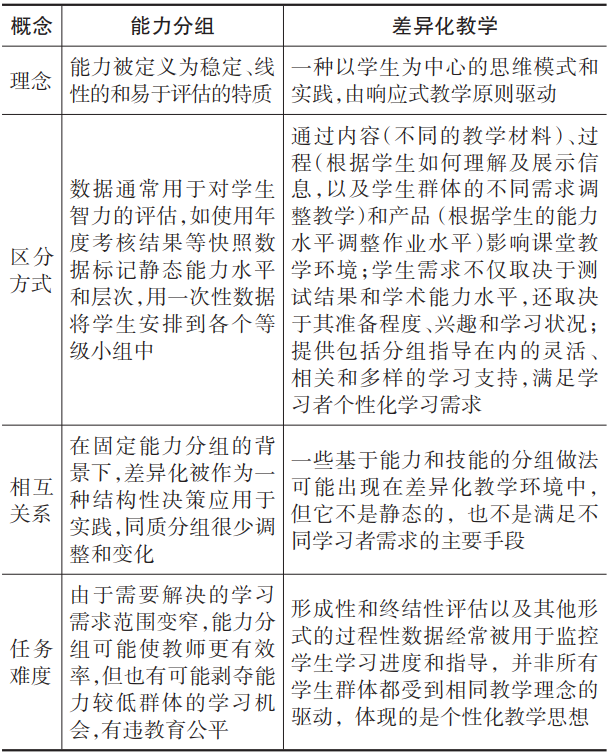 概念 能力分组 差异化教学
理念
能力被定义为稳定、线
性的和易于评估的特质
一种以学生为中心的思维模式和
实践,由响应式教学原则驱动
区分
方式
数据通常用于对学生
智力的评估,如使用年
度考核结果等快照数
据标记静态能力水平
和层次,用一次性数据
将学生安排到各个等
级小组中
通过内容(不同的教学材料)、过
程(根据学生如何理解及展示信
息,以及学生群体的不同需求调
整教学)和产品(根据学生的能力
水平调整作业水平)影响课堂教
学环境;学生需求不仅取决于测
试结果和学术能力水平,还取决
于其准备程度、兴趣和学习状况;
提供包括分组指导在内的灵活、
相关和多样的学习支持,满足学
习者个性化学习需求
相互
关系
在固定能力分组的背
景下,差异化被作为一
种结构性决策应用于
实践,同质分组很少调
整和变化
一些基于能力和技能的分组做法
可能出现在差异化教学环境中,
但它不是静态的,也不是满足不
同学习者需求的主要手段
任务
难度
由于需要解决的学习
需求范围变窄,能力分
组可能使教师更有效
率,但也有可能剥夺能
力较低群体的学习机
会,有违教育公平
形成性和终结性评估以及其他形
式的过程性数据经常被用于监控
学生学习进度和指导,并非所有
学生群体都受到相同教学理念的
驱动,体现的是个性化教学思想